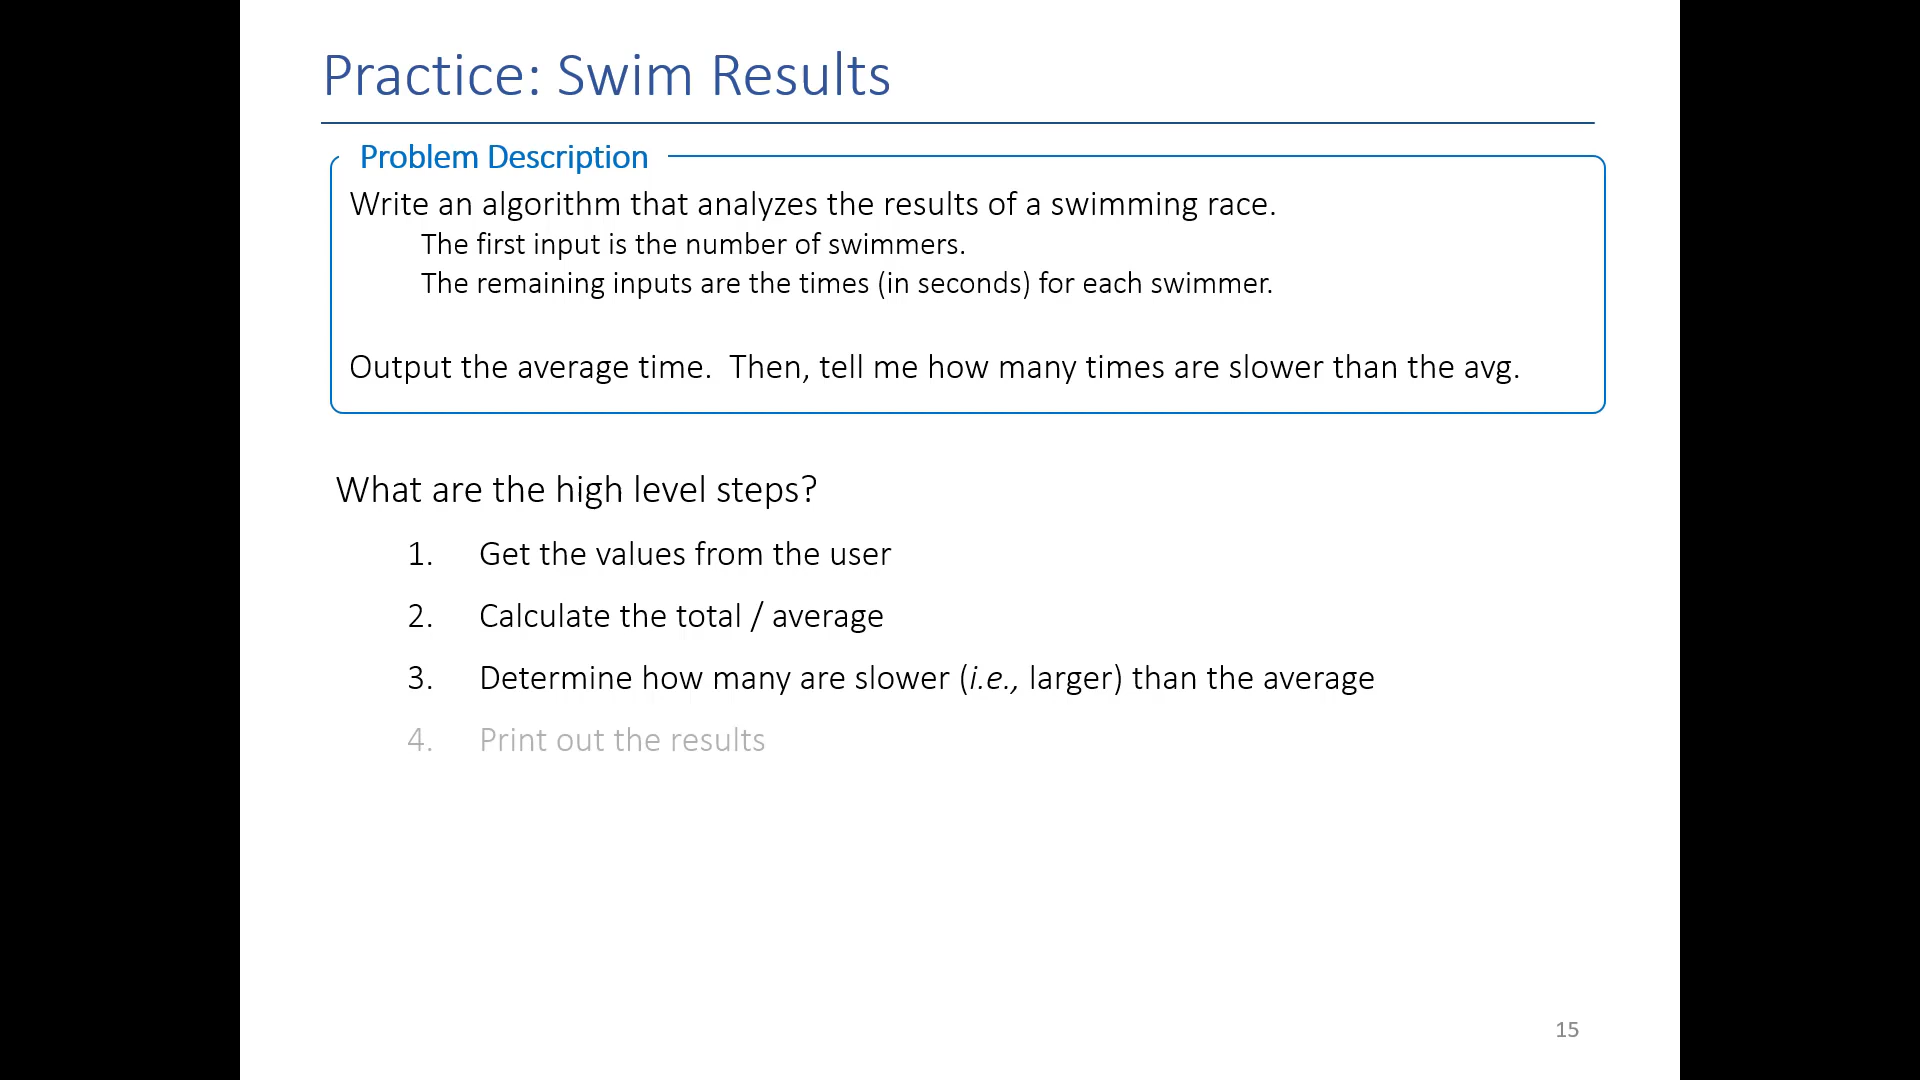 Practice: Swim Results
Problem Description
Write an algorithm that analyzes the results of a swimming race.
The first input is the number of swimmers.
The remaining inputs are the times (in seconds) for each swimmer.
Output the average time.  Then, tell me how many times are slower than the avg.
What are the high level steps?
1. Get the values from the user
2. Calculate the total / average
3. Determine how many are slower (i.e., larger) than the average
4. Print out the results
15